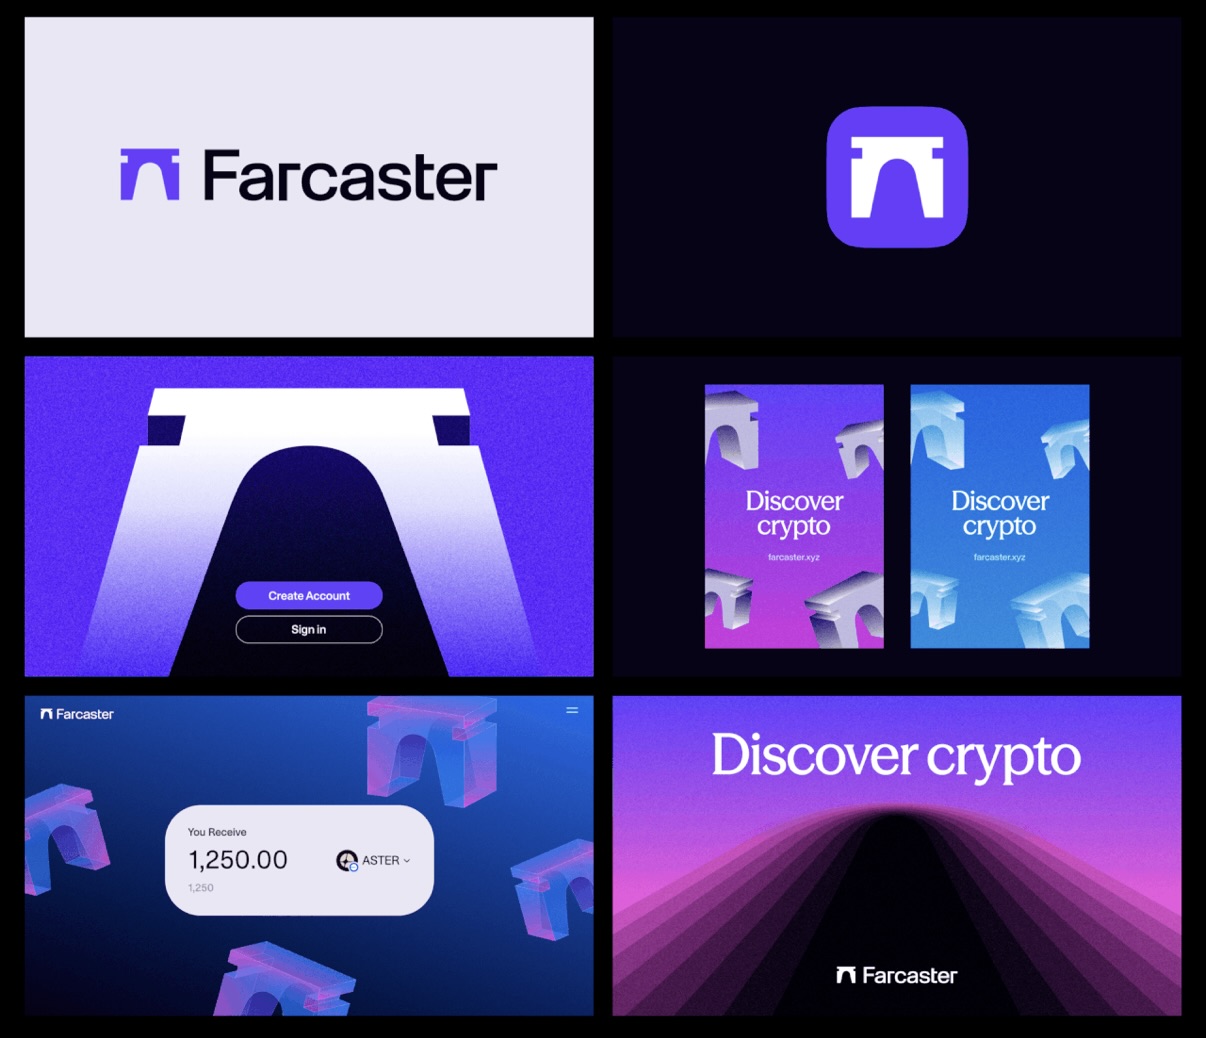 Farcaster
Create Account
Sign in
Discover
crypto
farcaster.xyz
Discover
crypto
farcaster.xyz
Farcaster
You Receive
1,250.00
ASTER
1,250
Discover crypto
Farcaster